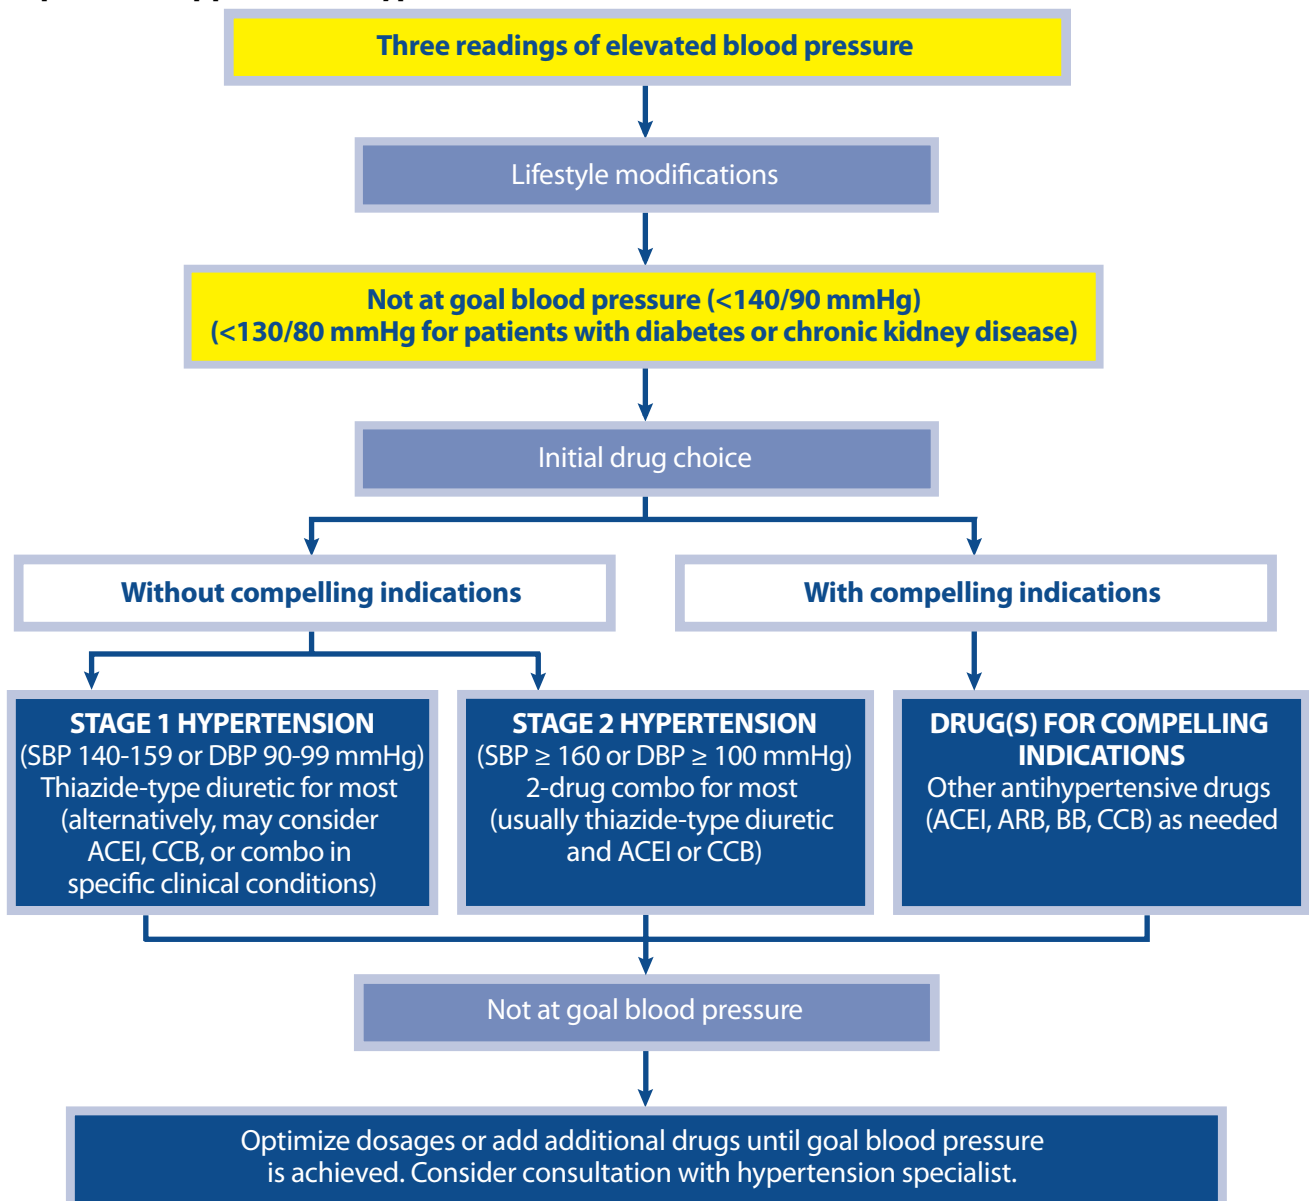 Three readings of elevated blood pressure
Lifestyle modifications
Not at goal blood pressure (<140/90 mmHg)
(<130/80 mmHg for patients with diabetes or chronic kidney disease)
Initial drug choice
Without compelling indications
With compelling indications
STAGE 1 HYPERTENSION
(SBP 140-159 or DBP 90-99 mmHg)
Thiazide-type diuretic for most
(alternatively, may consider
ACEI, CCB, or combo in
specific clinical conditions)
STAGE 2 HYPERTENSION
(SBP ≥ 160 or DBP ≥ 100 mmHg)
2-drug combo for most
(usually thiazide-type diuretic
and ACEI or CCB)
DRUG(S) FOR COMPELLING
INDICATIONS
Other antihypertensive drugs
(ACEI, ARB, BB, CCB) as needed
Not at goal blood pressure
Optimize dosages or add additional drugs until goal blood pressure
is achieved. Consider consultation with hypertension specialist.